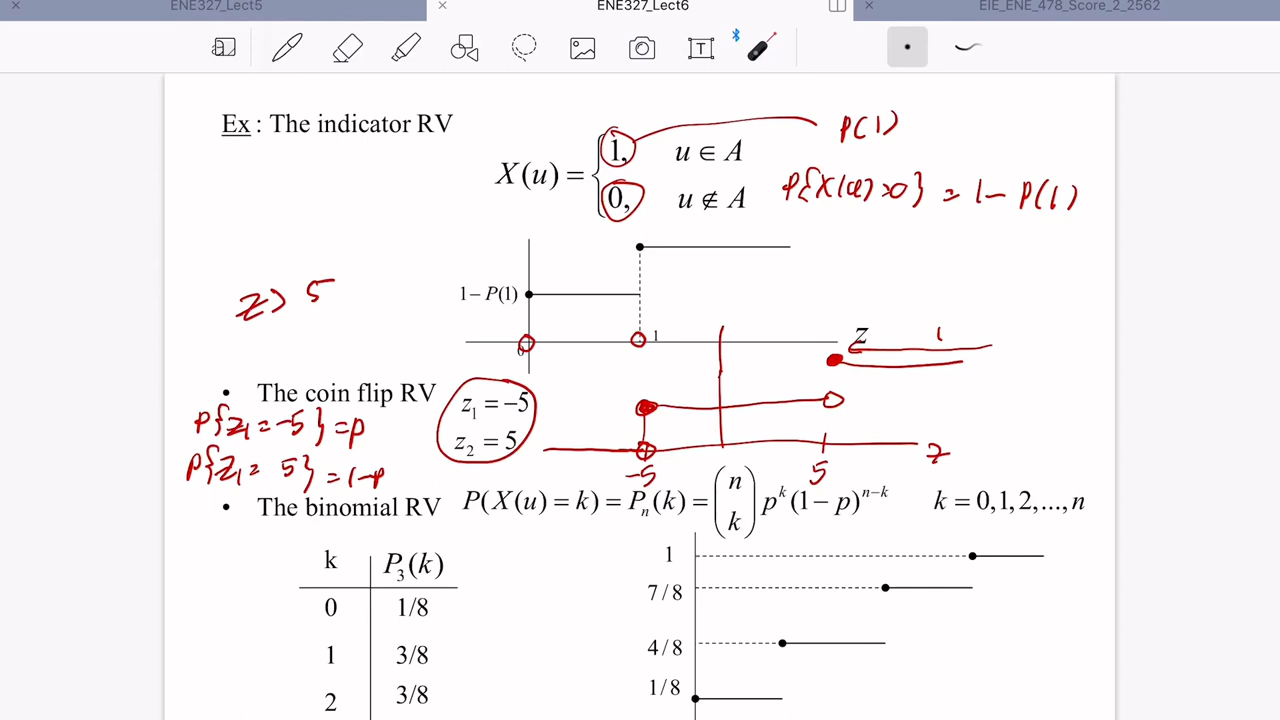 ENE327_Lect5
ENE327_Lect6
EIE_ENE_478_Score_2_2562
T
Ex : The indicator RV
X(u) = { 1, u ∈ A
0, u ∉ A
P(1)
P{X(u)=0} = 1 - P(1)
z > 5
1 − P(1)
0
1
z
1
• The coin flip RV
z₁ = −5
z₂ = 5
P{z₁ = -5} = p
P{z₁ = 5} = 1-p
-5
5
z
• The binomial RV P(X(u) = k) = Pₙ(k) = (n k) pᵏ(1 − p)ⁿ⁻ᵏ k = 0,1,2,...,n
k P₃(k)
0 1/8
1 3/8
2 3/8
1
7/8
4/8
1/8